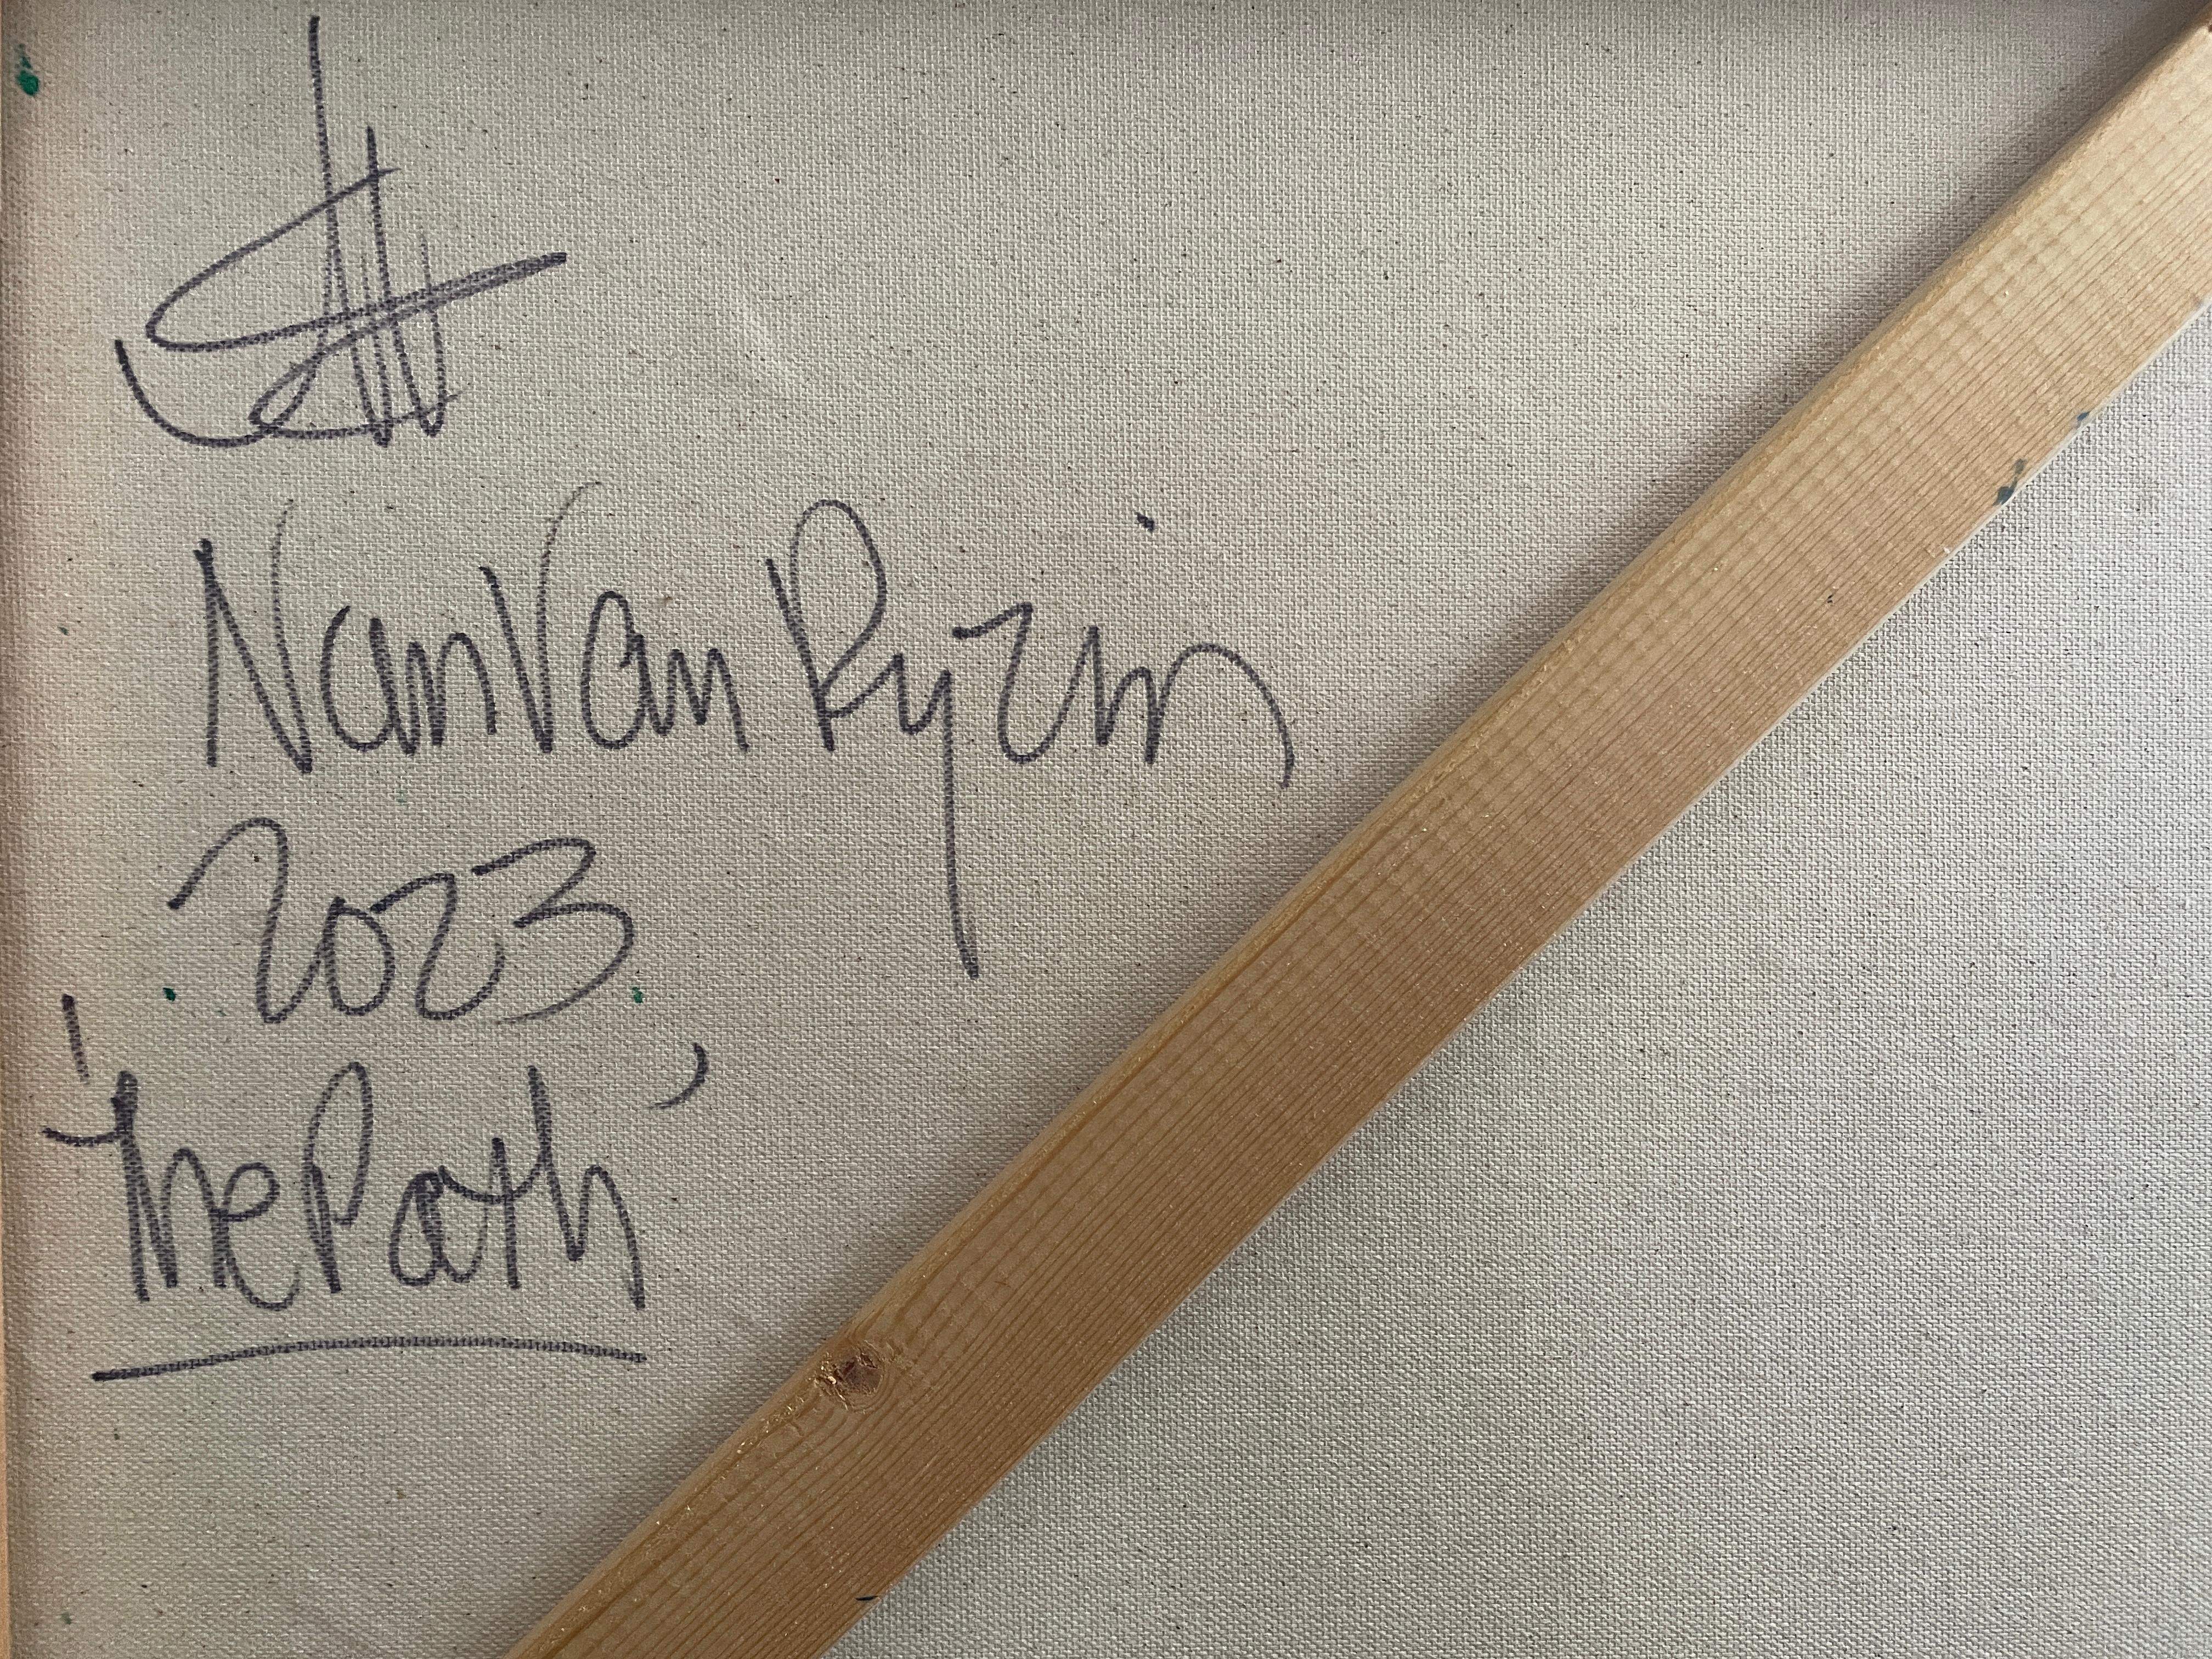 Nan Van Ryzin
2023
'The Path'